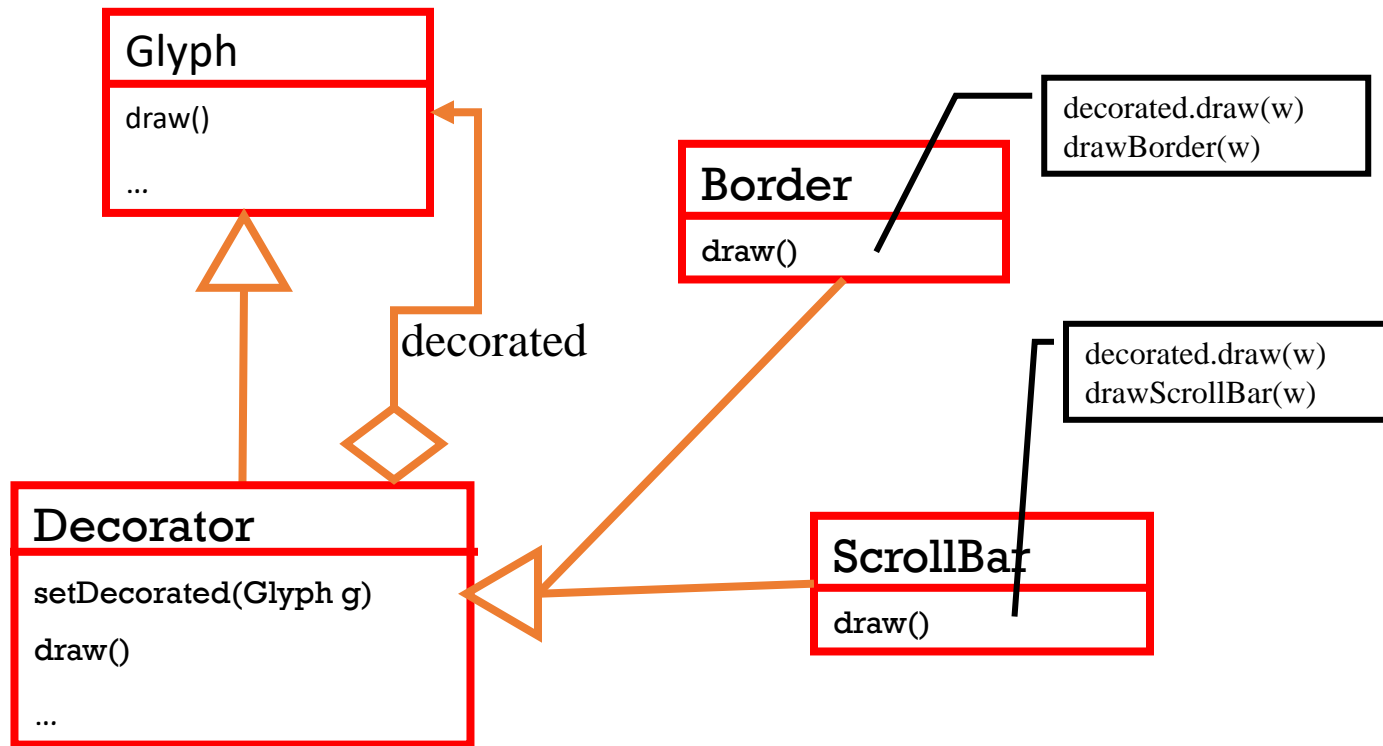 Glyph
draw()
...
decorated
Decorator
setDecorated(Glyph g)
draw()
...
Border
draw()
decorated.draw(w)
drawBorder(w)
ScrollBar
draw()
decorated.draw(w)
drawScrollBar(w)